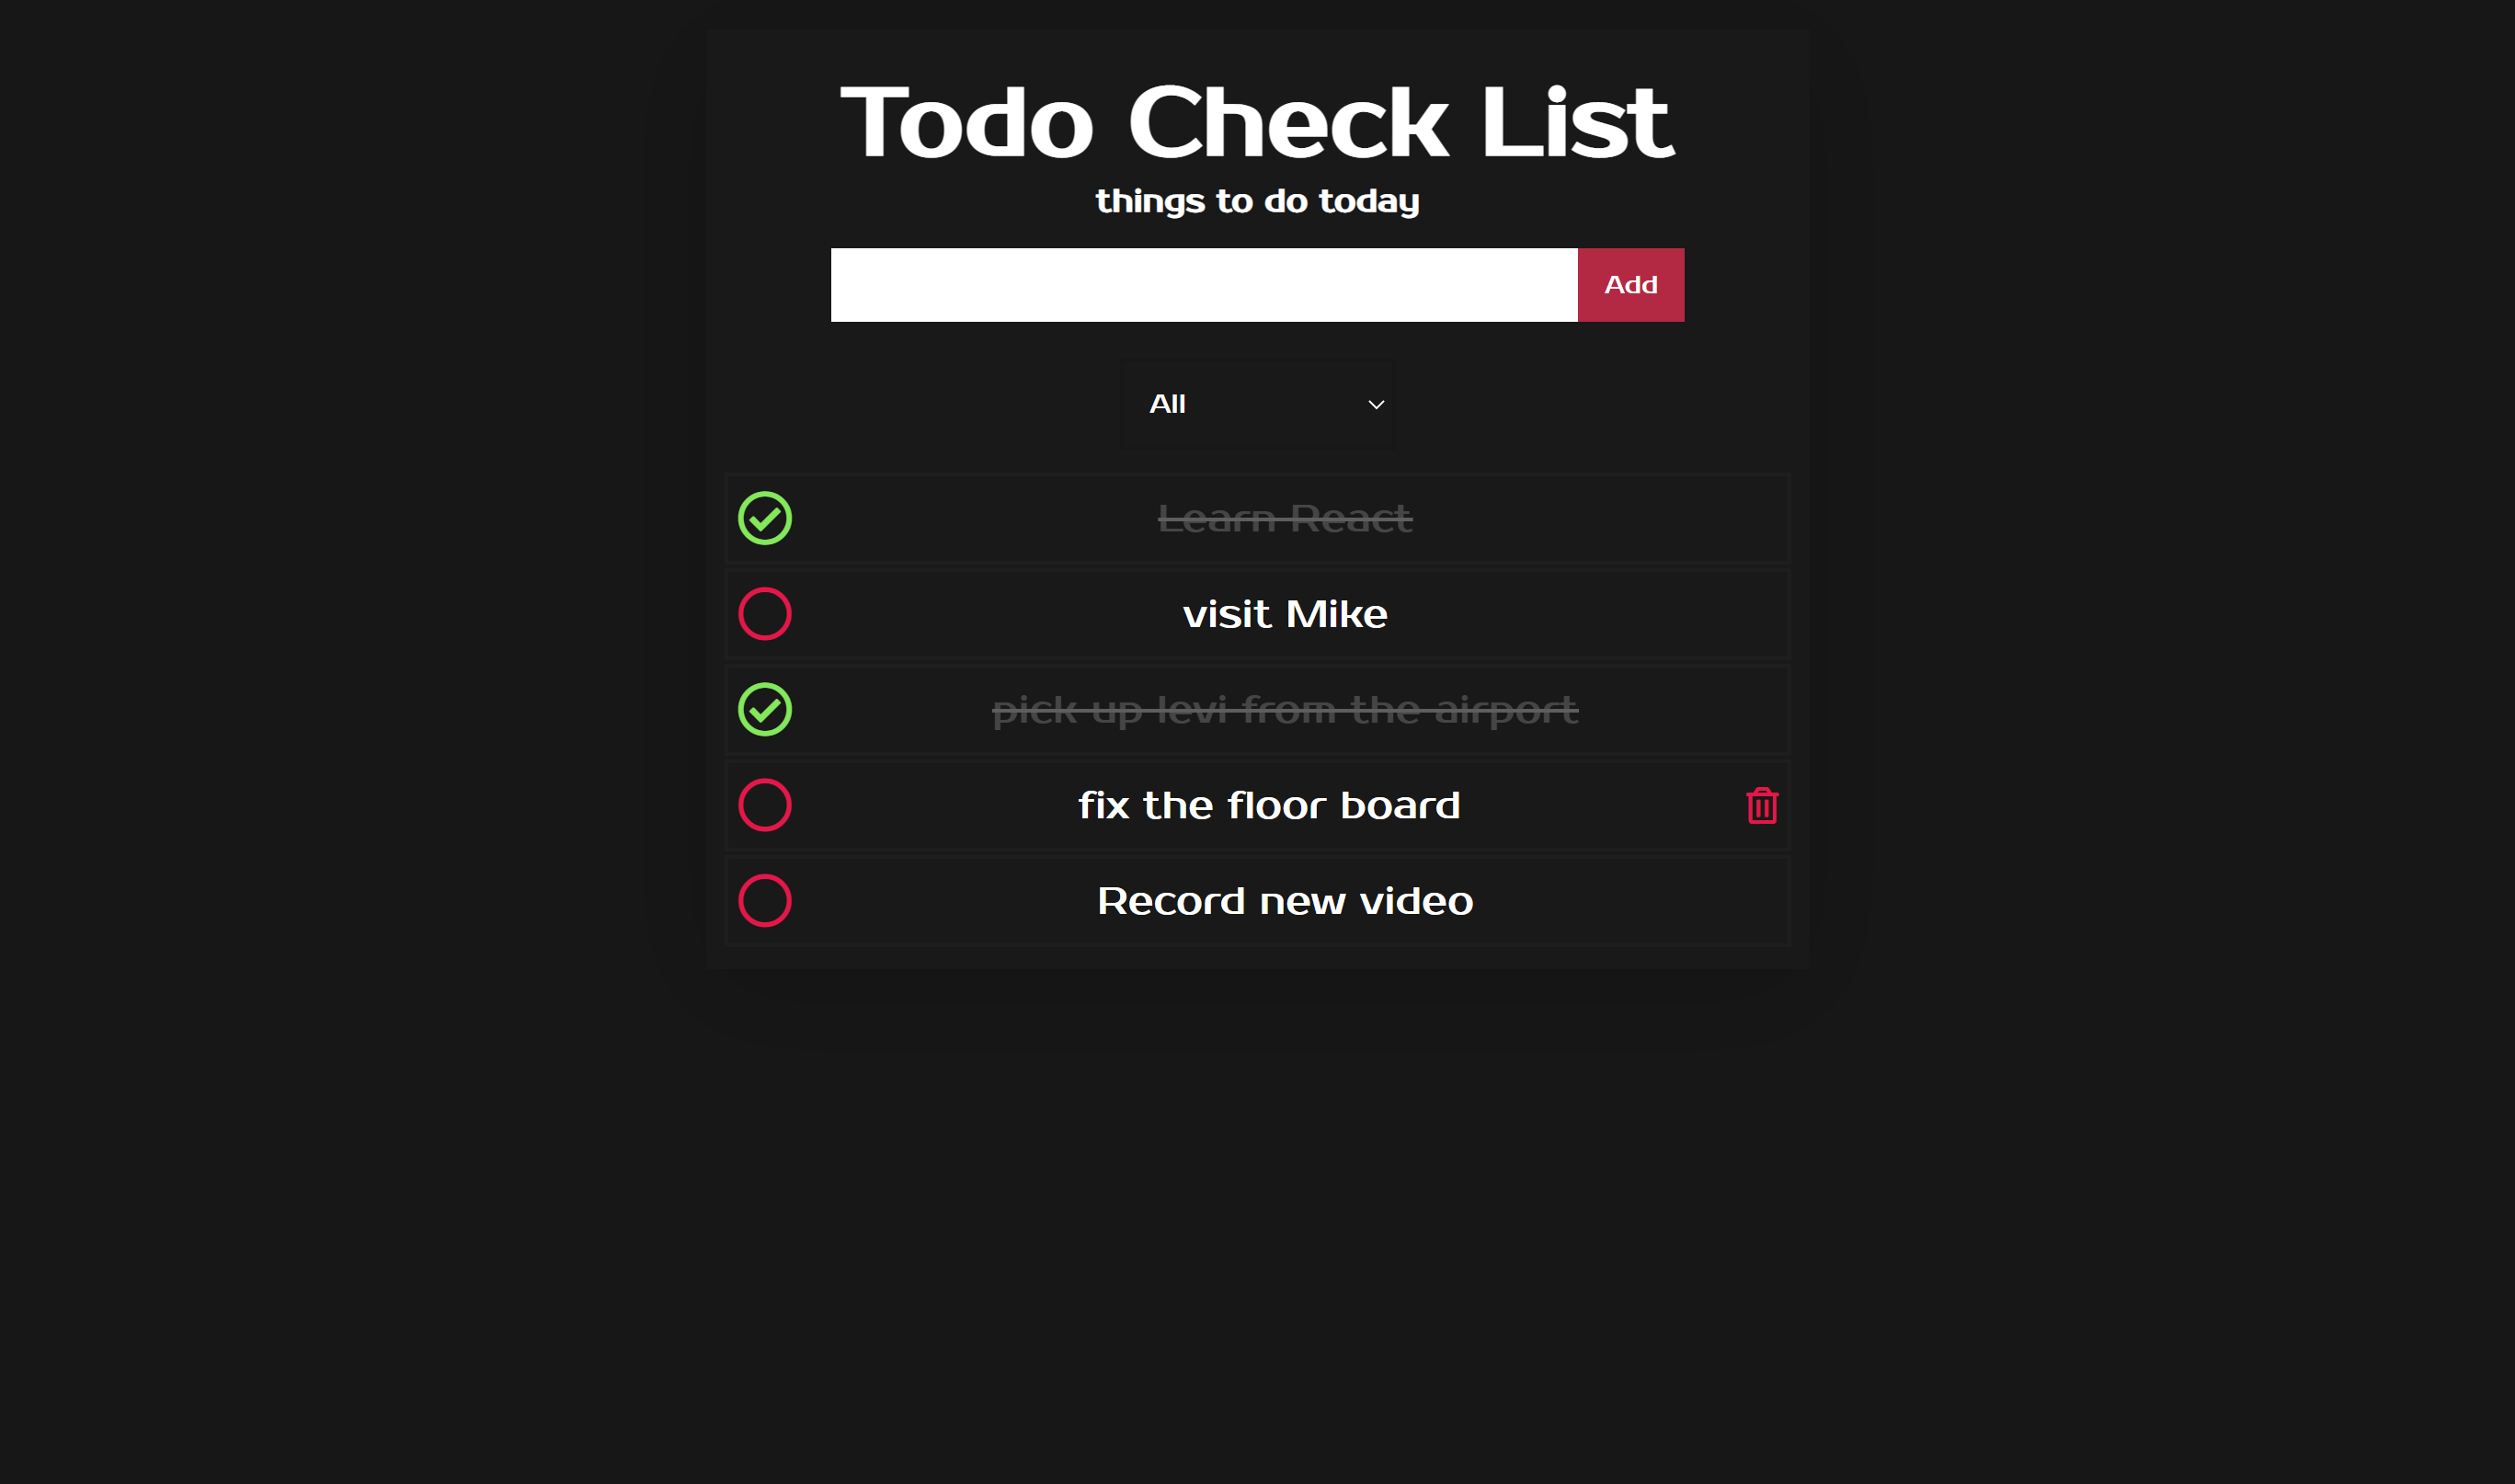 Todo Check List
things to do today
Add
All
Learn React
visit Mike
pick up levi from the airport
fix the floor board
Record new video